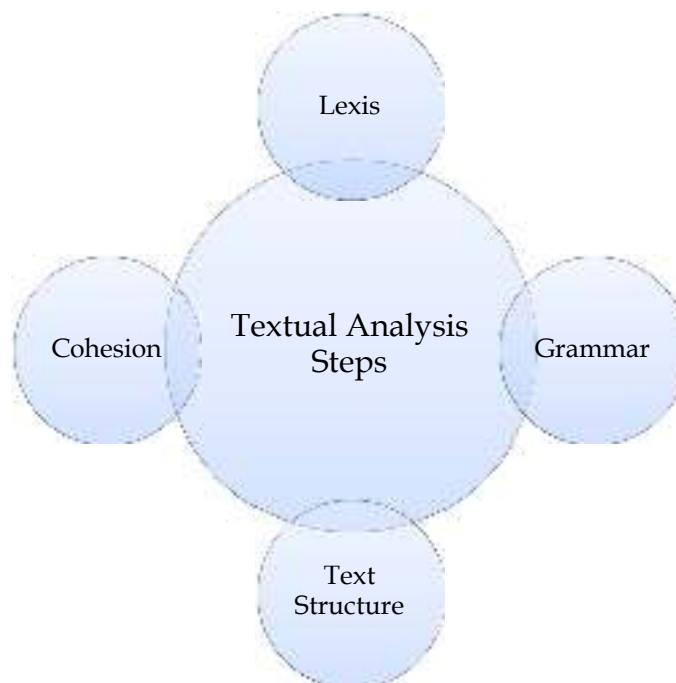 Lexis
Textual Analysis
Steps
Cohesion
Grammar
Text
Structure